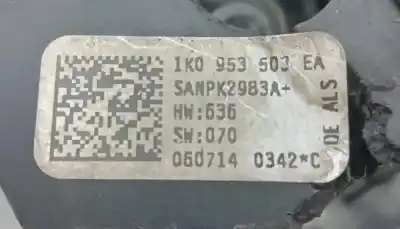 1K0 953 503 EA
SANPK2983A+
HW:636
SW:070
060714 0342*C
DE ALS